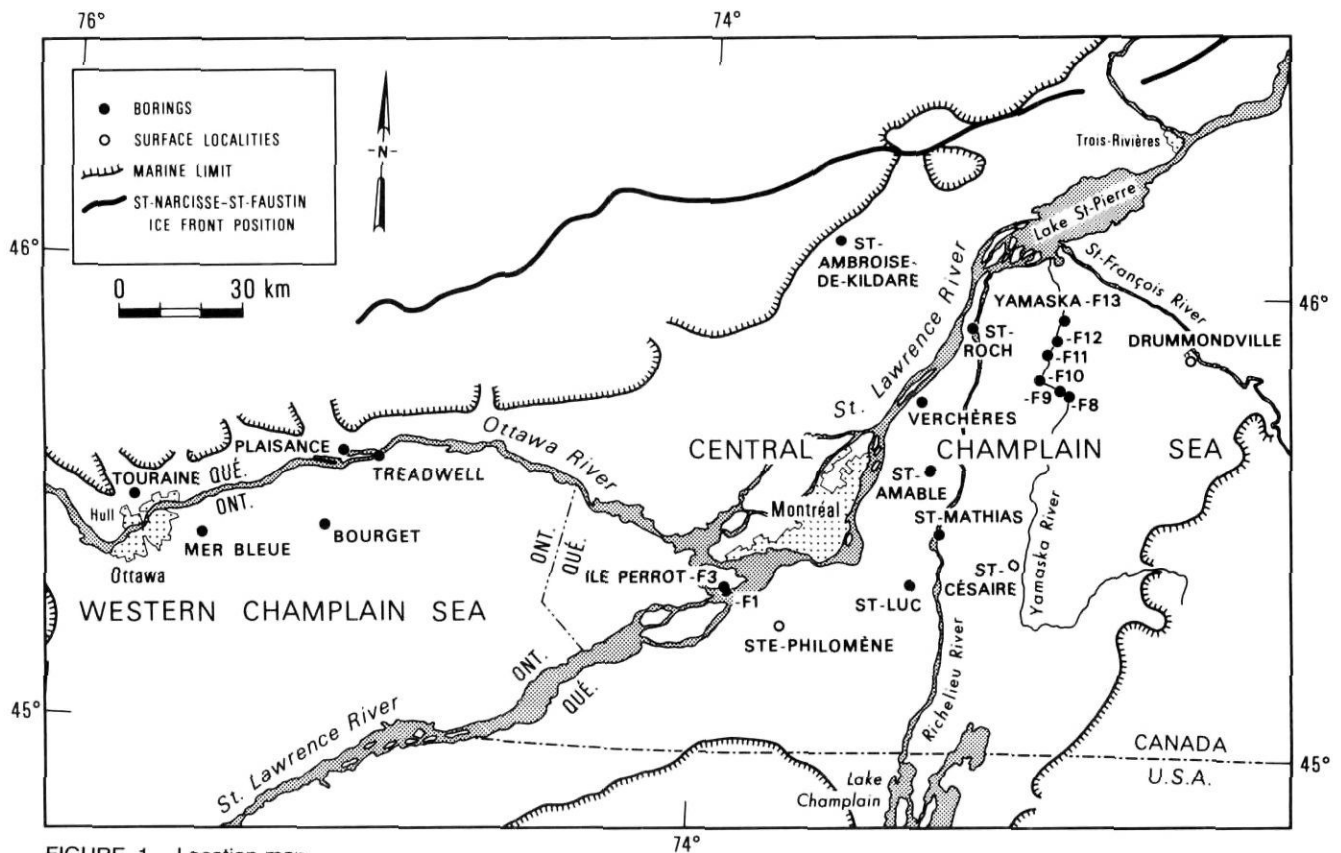 76°
74°
BORINGS
SURFACE LOCALITIES
MARINE LIMIT
ST-NARCISSE-ST-FAUSTIN
ICE FRONT POSITION
-N-
0 30 km
46°
46°
Trois-Rivières
Lake St-Pierre
St-François River
ST-
AMBROISE-
DE-KILDARE
St. Lawrence River
YAMASKA-F13
-F12
-F11
-F10
-F9
-F8
ST-
ROCH
DRUMMONDVILLE
VERCHÈRES
PLAISANCE
TREADWELL
Ottawa River
TOURAINE
QUÉ.
ONT.
Hull
Ottawa
MER BLEUE
BOURGET
CENTRAL CHAMPLAIN SEA
ST-
AMABLE
Montréal
ST-MATHIAS
ONT.
QUÉ.
ILE PERROT-F3
-F1
ST-LUC
ST-
CÉSAIRE
Yamaska River
WESTERN CHAMPLAIN SEA
STE-PHILOMÈNE
Richelieu River
ONT.
QUÉ.
45°
45°
St. Lawrence River
Lake
Champlain
CANADA
U.S.A.
74°
FIGURE 1. Location map